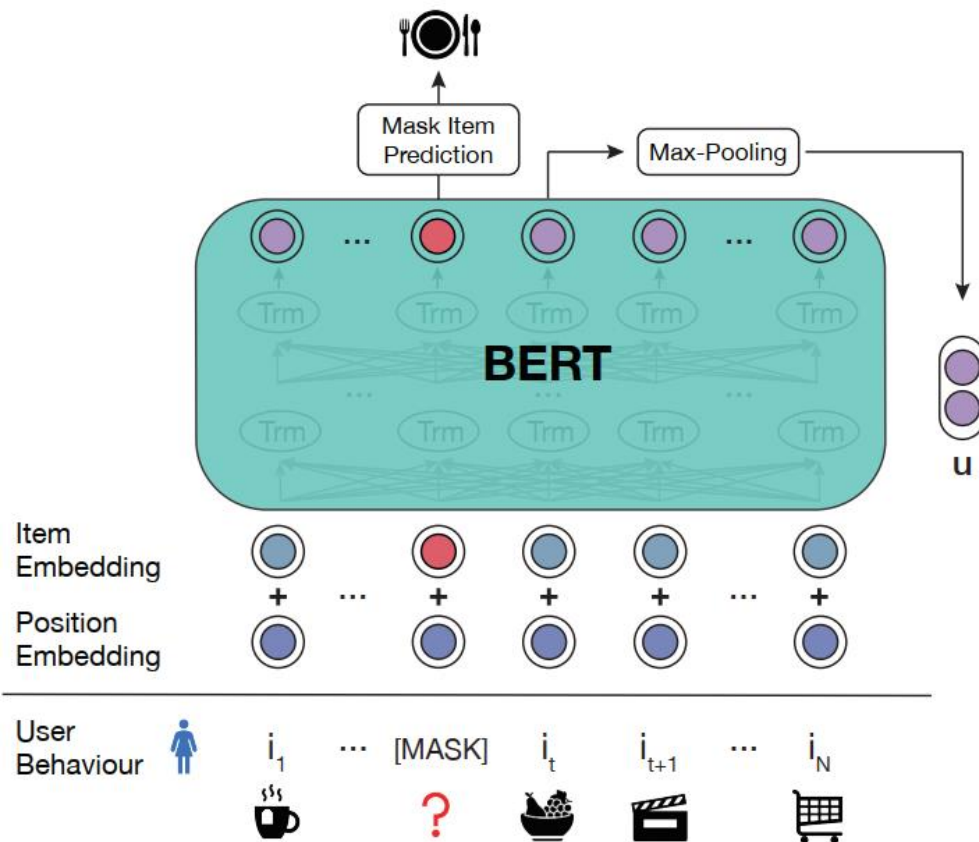 Mask Item
Prediction
Max-Pooling
...
...
Trm Trm Trm Trm Trm
BERT
... ...
Trm Trm Trm Trm Trm
u
Item
Embedding
+ ... + + + ... +
Position
Embedding
User
Behaviour
i1 ... [MASK] it it+1 ... iN
?